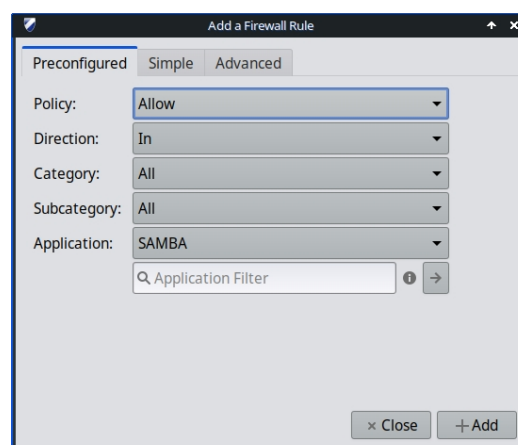 Add a Firewall Rule
Preconfigured Simple Advanced
Policy: Allow
Direction: In
Category: All
Subcategory: All
Application: SAMBA
Application Filter
Close Add